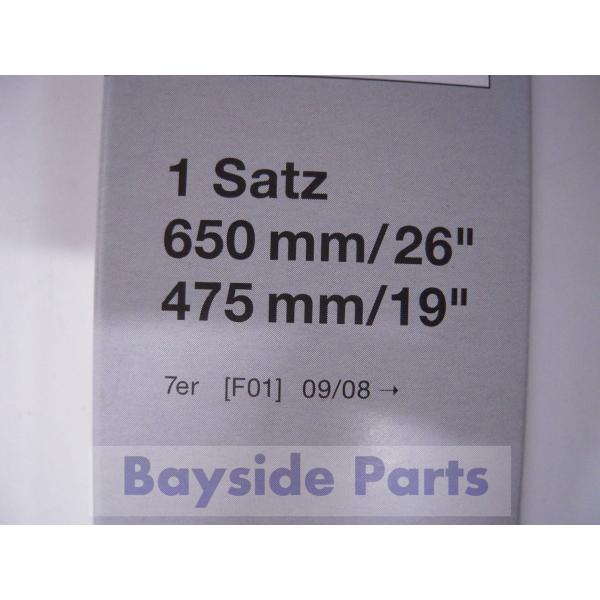 1 Satz
650 mm/26"
475 mm/19"
7er [F01] 09/08 →
Bayside Parts